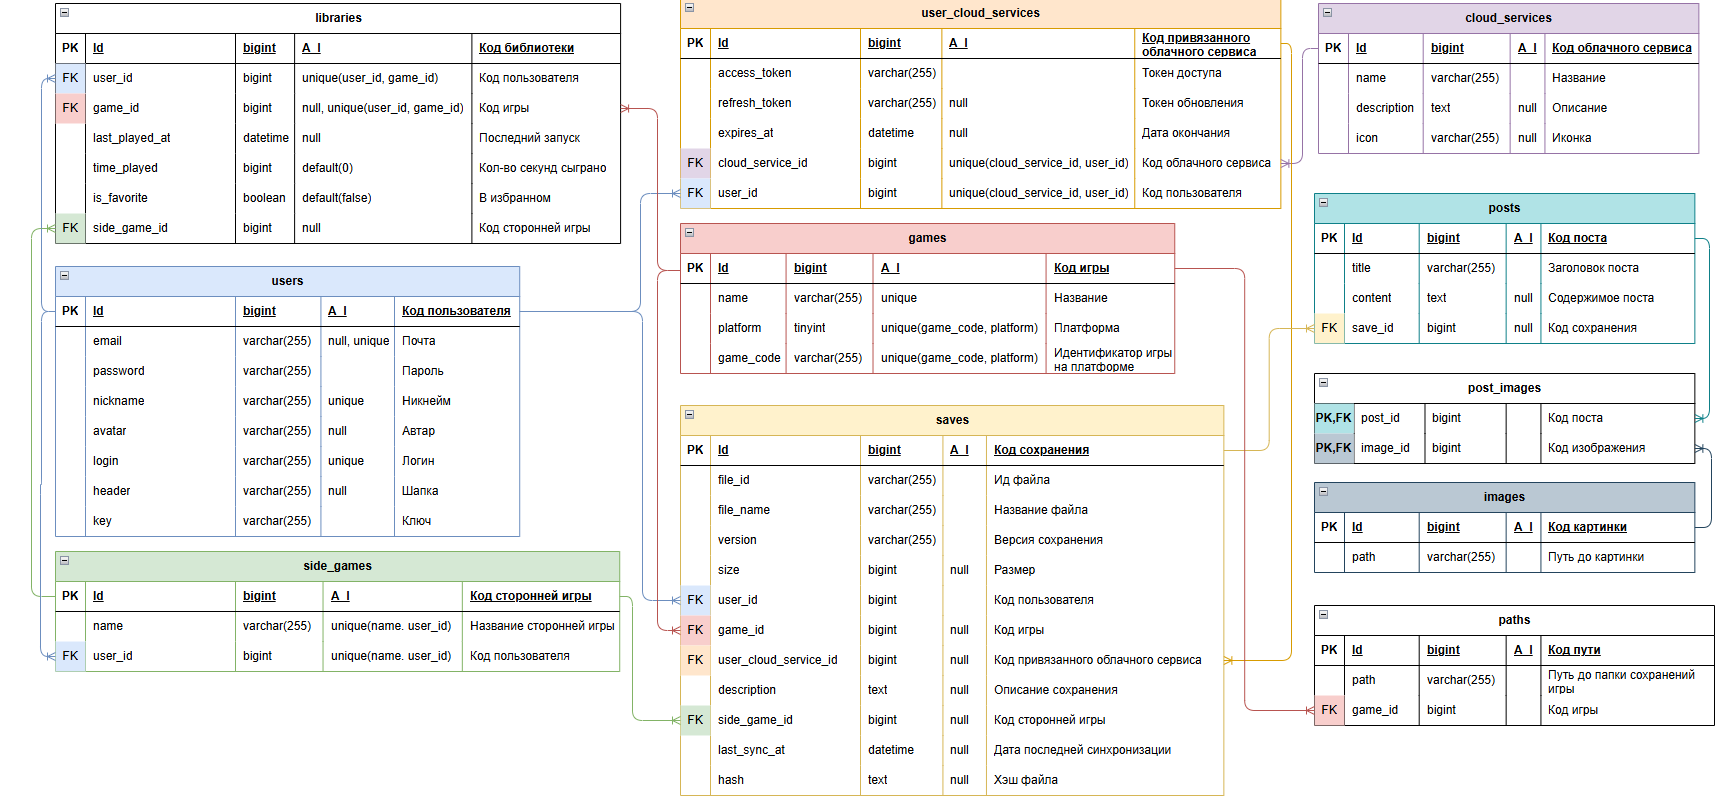 libraries
PK Id bigint A_I Код библиотеки
FK user_id bigint unique(user_id, game_id) Код пользователя
FK game_id bigint null, unique(user_id, game_id) Код игры
last_played_at datetime null Последний запуск
time_played bigint default(0) Кол-во секунд сыграно
is_favorite boolean default(false) В избранном
FK side_game_id bigint null Код сторонней игры
users
PK Id bigint A_I Код пользователя
email varchar(255) null, unique Почта
password varchar(255) Пароль
nickname varchar(255) unique Никнейм
avatar varchar(255) null Автар
login varchar(255) unique Логин
header varchar(255) null Шапка
key varchar(255) Ключ
side_games
PK Id bigint A_I Код сторонней игры
name varchar(255) unique(name. user_id) Название сторонней игры
FK user_id bigint unique(name. user_id) Код пользователя
user_cloud_services
PK Id bigint A_I Код привязанного
облачного сервиса
access_token varchar(255) Токен доступа
refresh_token varchar(255) null Токен обновления
expires_at datetime null Дата окончания
FK cloud_service_id bigint unique(cloud_service_id, user_id) Код облачного сервиса
FK user_id bigint unique(cloud_service_id, user_id) Код пользователя
games
PK Id bigint A_I Код игры
name varchar(255) unique Название
platform tinyint unique(game_code, platform) Платформа
game_code varchar(255) unique(game_code, platform) Идентификатор игры
на платформе
saves
PK Id bigint A_I Код сохранения
file_id varchar(255) Ид файла
file_name varchar(255) Название файла
version varchar(255) Версия сохранения
size bigint null Размер
FK user_id bigint Код пользователя
FK game_id bigint null Код игры
FK user_cloud_service_id bigint null Код привязанного облачного сервиса
description text null Описание сохранения
FK side_game_id bigint null Код сторонней игры
last_sync_at datetime null Дата последней синхронизации
hash text null Хэш файла
cloud_services
PK Id bigint A_I Код облачного сервиса
name varchar(255) Название
description text null Описание
icon varchar(255) null Иконка
posts
PK Id bigint A_I Код поста
title varchar(255) Заголовок поста
content text null Содержимое поста
FK save_id bigint null Код сохранения
post_images
PK,FK post_id bigint Код поста
PK,FK image_id bigint Код изображения
images
PK Id bigint A_I Код картинки
path varchar(255) Путь до картинки
paths
PK Id bigint A_I Код пути
path varchar(255) Путь до папки сохранений
игры
FK game_id bigint Код игры